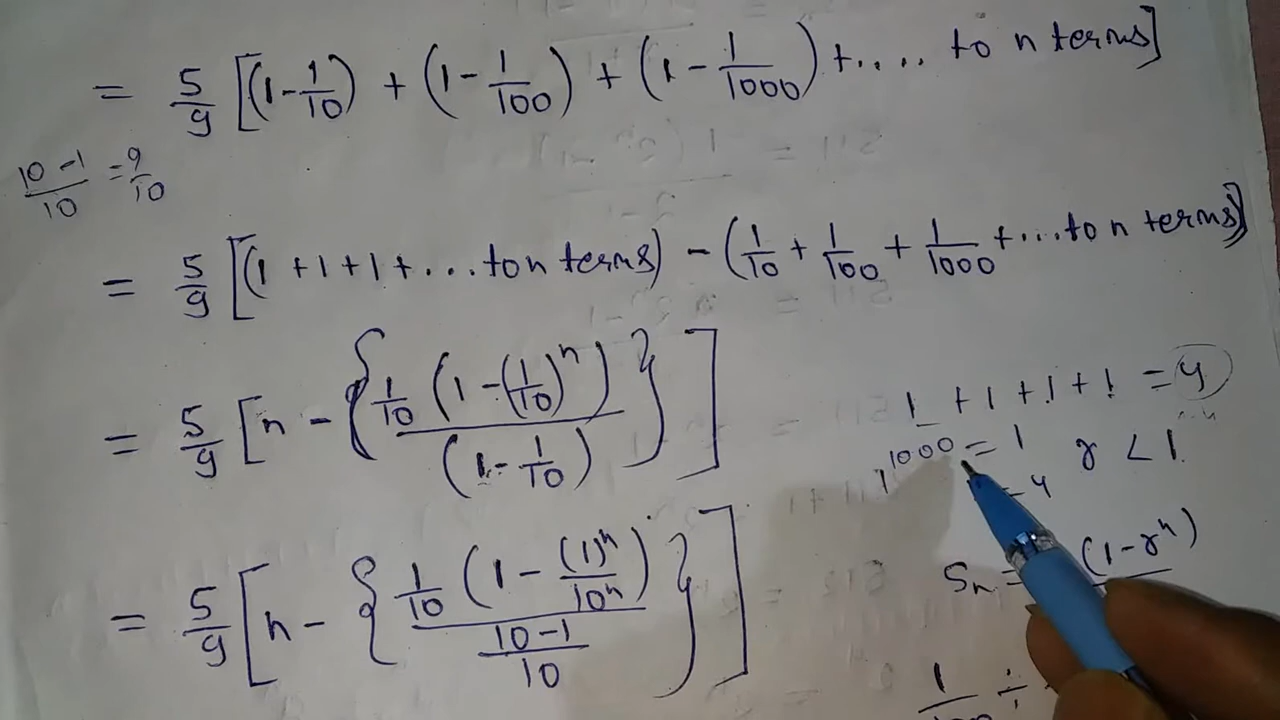 = 5/9 [(1 - 1/10) + (1 - 1/100) + (1 - 1/1000) + .... to n terms]
10 - 1/10 = 9/10
= 5/9 [(1 + 1 + 1 + ... to n terms) - (1/10 + 1/100 + 1/1000 + ... to n terms)]
= 5/9 [n - {1/10 (1 - (1/10)^n) / (1 - 1/10)}]
1 + 1 + 1 + 1 = 4
1^1000 = 1 r < 1
= 4
= 5/9 [n - {1/10 (1 - (1)^n/10^n) / (10 - 1)/10}]
Sn = (1 - r^n)
1 ÷